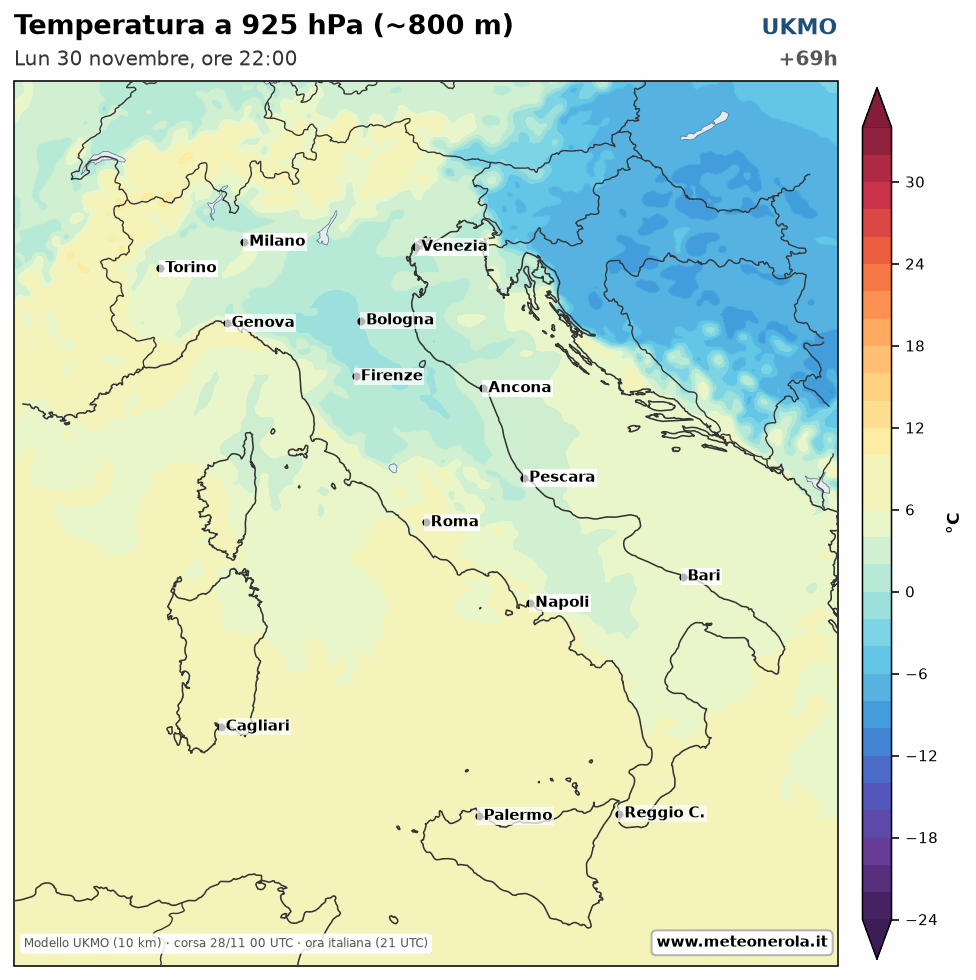 Temperatura a 925 hPa (~800 m)
UKMO
Lun 30 novembre, ore 22:00
+69h
Milano
Venezia
Torino
Genova
Bologna
Firenze
Ancona
Pescara
Roma
Bari
Napoli
Cagliari
Palermo
Reggio C.
30
24
18
12
6
0
−6
−12
−18
−24
°C
Modello UKMO (10 km) · corsa 28/11 00 UTC · ora italiana (21 UTC)
www.meteonerola.it